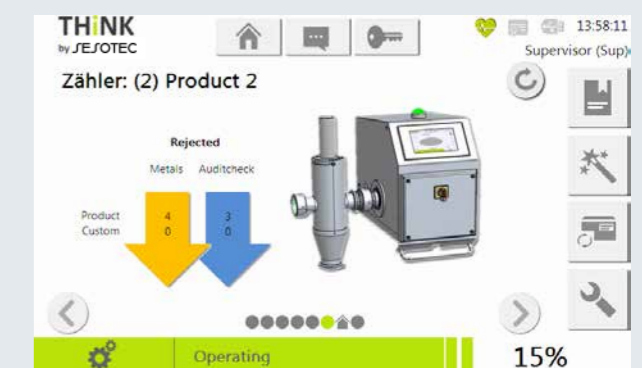 THiNK
by SESOTEC
13:58:11
Supervisor (Sup)
Zähler: (2) Product 2
Rejected
Metals Auditcheck
Product 4 3
Custom 0 0
Operating
15%